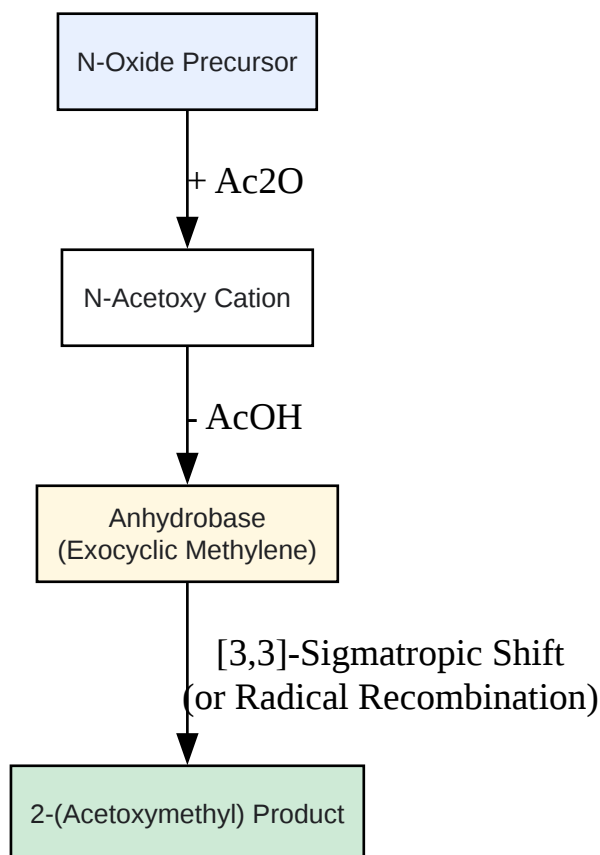 N-Oxide Precursor
+ Ac2O
N-Acetoxy Cation
- AcOH
Anhydrobase
(Exocyclic Methylene)
[3,3]-Sigmatropic Shift
(or Radical Recombination)
2-(Acetoxymethyl) Product